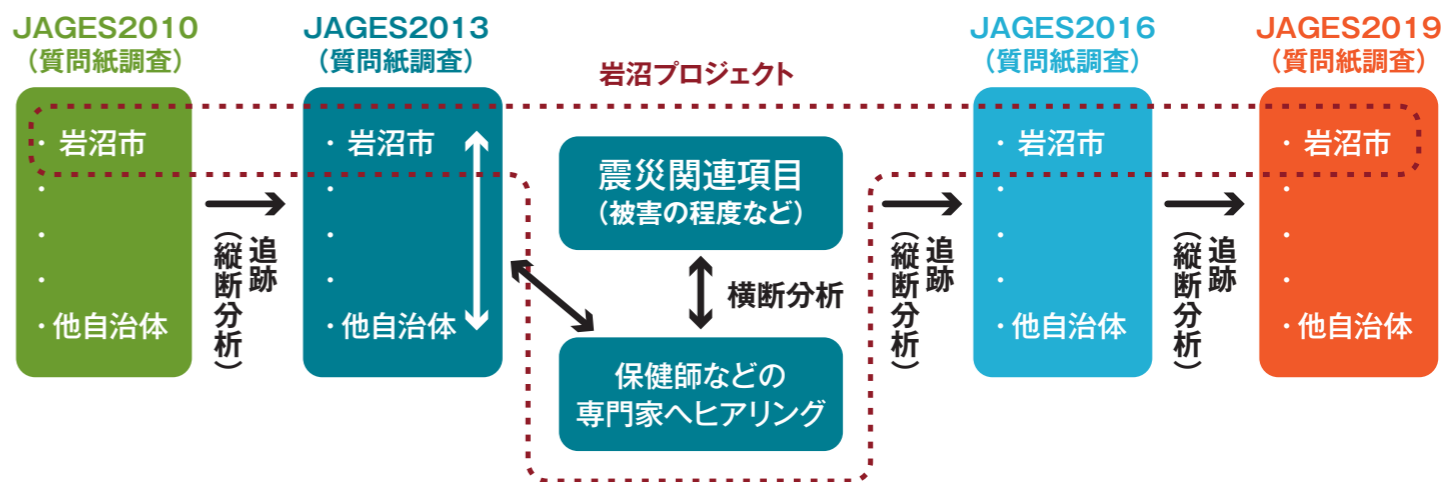 JAGES2010
（質問紙調査）
・岩沼市
・
・
・
・他自治体
追跡
（縦断分析）
JAGES2013
（質問紙調査）
・岩沼市
・
・
・
・他自治体
岩沼プロジェクト
震災関連項目
（被害の程度など）
横断分析
保健師などの
専門家へヒアリング
追跡
（縦断分析）
JAGES2016
（質問紙調査）
・岩沼市
・
・
・
・他自治体
追跡
（縦断分析）
JAGES2019
（質問紙調査）
・岩沼市
・
・
・
・他自治体